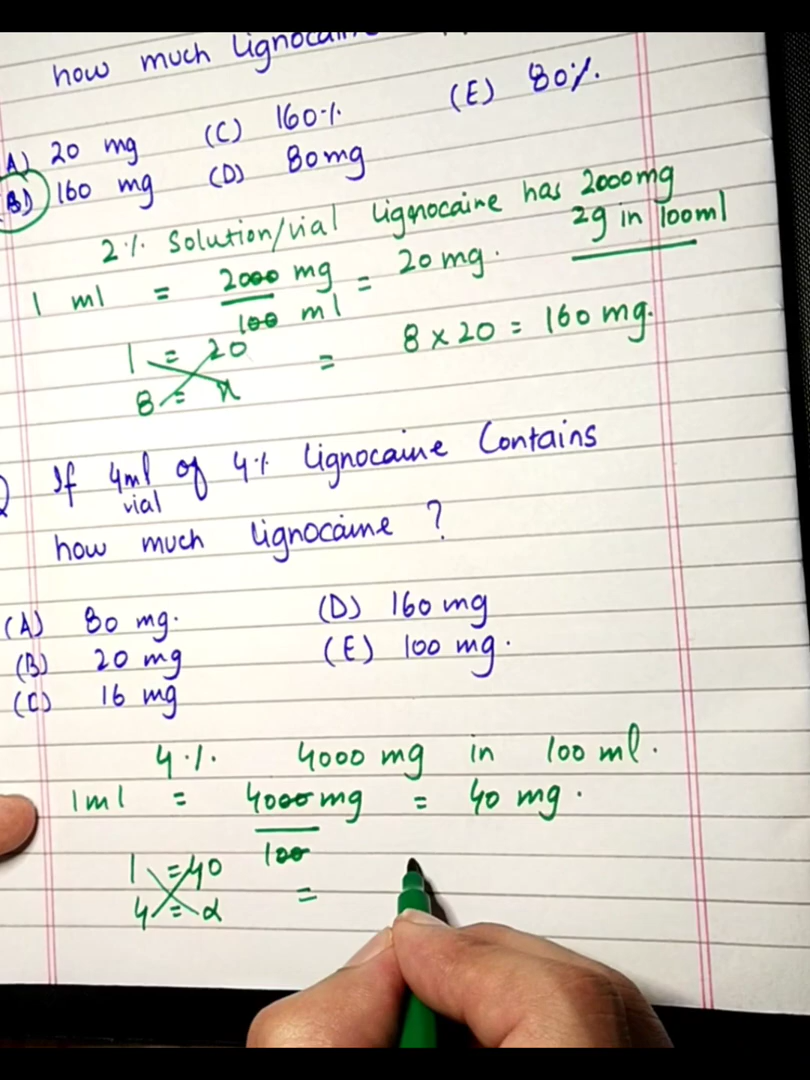 how much lignocaine
A) 20 mg (C) 160% (E) 80%.
(B) 160 mg (D) 80mg
2% Solution/vial lignocaine has 2000mg
2g in 100ml
1 ml = 2000 mg = 20 mg.
100 ml
1 = 20 = 8 x 20 = 160 mg.
8 = x
Q If 4ml of 4% lignocaine Contains
vial
how much lignocaine ?
(A) 80 mg. (D) 160 mg
(B) 20 mg (E) 100 mg.
(C) 16 mg
4%. 4000 mg in 100 ml.
1ml = 4000mg = 40 mg.
100
1 = 40 =
4 = x